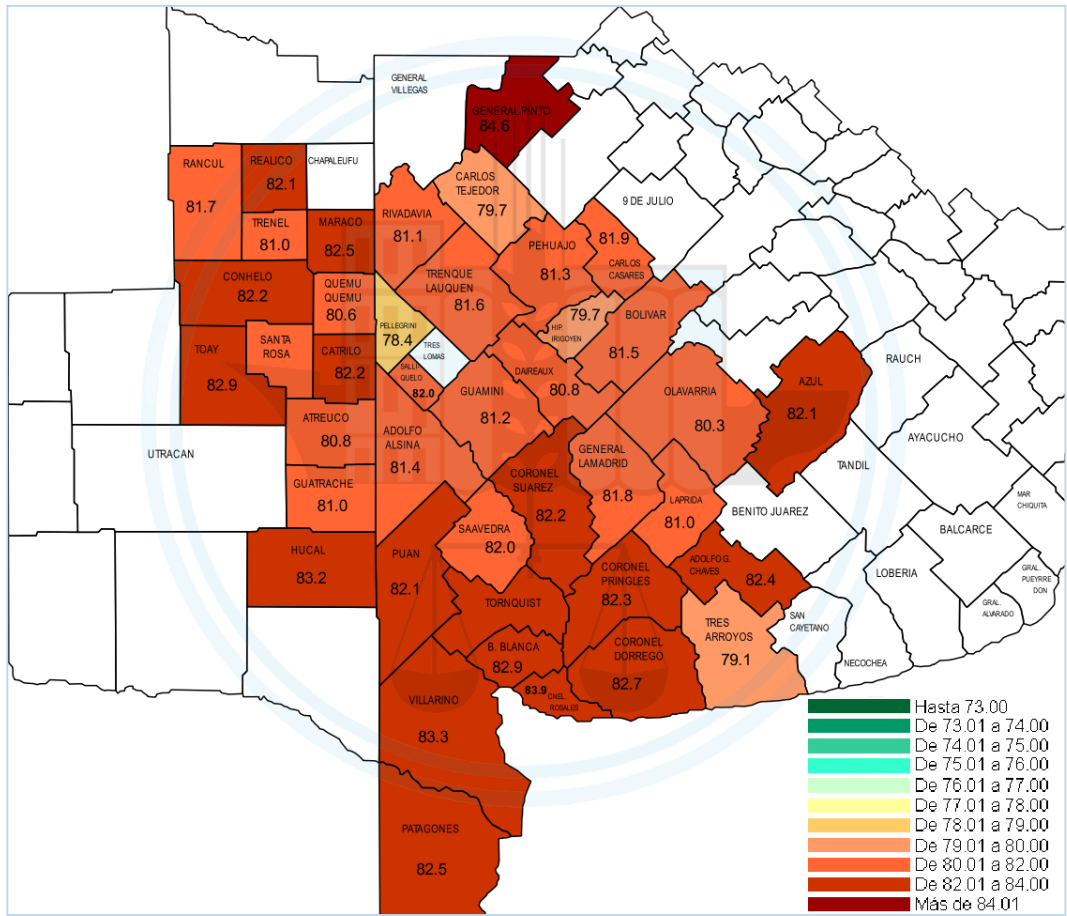 GENERAL
VILLEGAS
GENERAL PINTO
84.6
RANCUL
81.7
REALICO
82.1
CHAPALEUFU
CARLOS
TEJEDOR
79.7
9 DE JULIO
TRENEL
81.0
MARACO
82.5
RIVADAVIA
81.1
PEHUAJO
81.3
81.9
CARLOS
CASARES
CONHELO
82.2
QUEMU
QUEMU
80.6
TRENQUE
LAUQUEN
81.6
PELLEGRINI
78.4
TRES
LOMAS
79.7
HIP.
IRIGOYEN
BOLIVAR
81.5
TOAY
82.9
SANTA
ROSA
CATRILO
82.2
SALLI-
QUELO
82.0
GUAMINI
81.2
DAIREAUX
80.8
OLAVARRIA
80.3
AZUL
82.1
RAUCH
ATREUCO
80.8
ADOLFO
ALSINA
81.4
UTRACAN
GUATRACHE
81.0
CORONEL
SUAREZ
82.2
GENERAL
LAMADRID
81.8
LAPRIDA
81.0
AYACUCHO
TANDIL
BENITO JUAREZ
MAR
CHIQUITA
BALCARCE
HUCAL
83.2
PUAN
82.1
SAAVEDRA
82.0
CORONEL
PRINGLES
82.3
ADOLFO G.
CHAVES
82.4
LOBERIA
GRAL.
PUEYRRE
DON
GRAL.
ALVARADO
TORNQUIST
B. BLANCA
82.9
CORONEL
DORREGO
82.7
TRES
ARROYOS
79.1
SAN
CAYETANO
NECOCHEA
VILLARINO
83.3
83.9
CNEL.
ROSALES
PATAGONES
82.5
Hasta 73.00
De 73.01 a 74.00
De 74.01 a 75.00
De 75.01 a 76.00
De 76.01 a 77.00
De 77.01 a 78.00
De 78.01 a 79.00
De 79.01 a 80.00
De 80.01 a 82.00
De 82.01 a 84.00
Más de 84.01